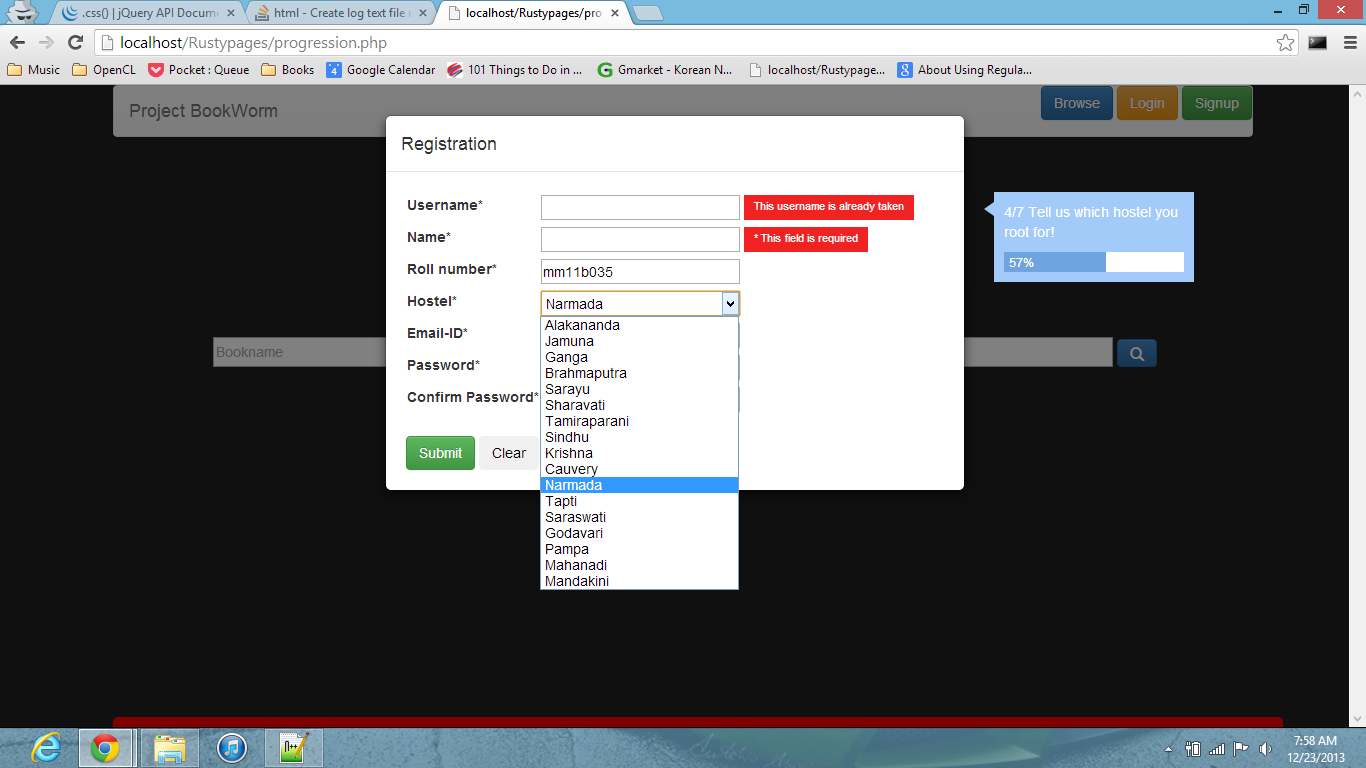 .css() | jQuery API Docume
html - Create log text file u
localhost/Rustypages/pro
localhost/Rustypages/progression.php
Music
OpenCL
Pocket : Queue
Books
4
Google Calendar
101 Things to Do in ...
Gmarket - Korean N...
localhost/Rustypage...
8
About Using Regula...
Project BookWorm
Browse
Login
Signup
Registration
Username*
This username is already taken
Name*
* This field is required
Roll number*
mm11b035
Hostel*
Narmada
Alakananda
Jamuna
Ganga
Brahmaputra
Sarayu
Sharavati
Tamiraparani
Sindhu
Krishna
Cauvery
Narmada
Tapti
Saraswati
Godavari
Pampa
Mahanadi
Mandakini
Email-ID*
Password*
Confirm Password*
Submit
Clear
4/7 Tell us which hostel you
root for!
57%
Bookname
7:58 AM
12/23/2013